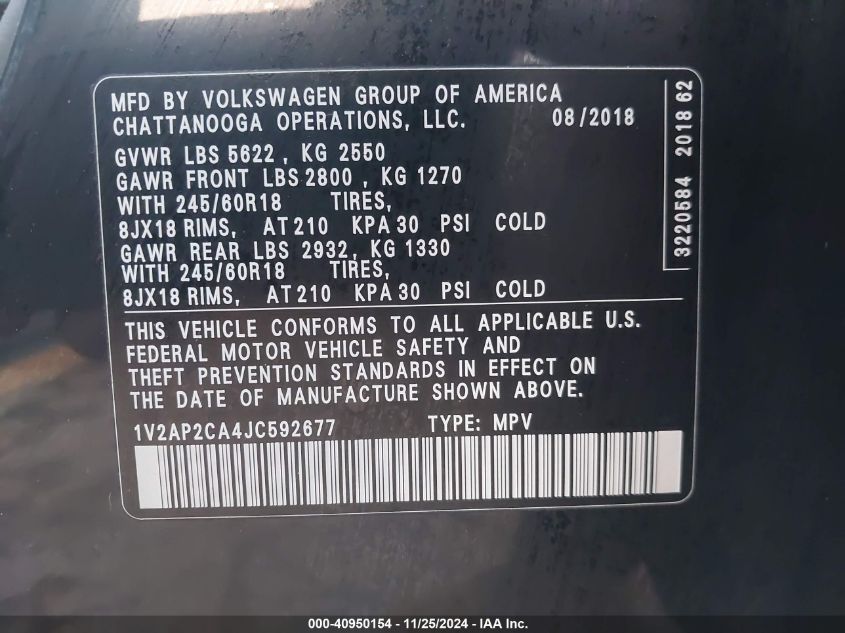 MFD BY VOLKSWAGEN GROUP OF AMERICA
CHATTANOOGA OPERATIONS, LLC. 08/2018
GVWR LBS 5622 , KG 2550
GAWR FRONT LBS 2800 , KG 1270
WITH 245/60R18 TIRES,
8JX18 RIMS, AT 210 KPA 30 PSI COLD
GAWR REAR LBS 2932, KG 1330
WITH 245/60R18 TIRES,
8JX18 RIMS, AT 210 KPA 30 PSI COLD
THIS VEHICLE CONFORMS TO ALL APPLICABLE U.S.
FEDERAL MOTOR VEHICLE SAFETY AND
THEFT PREVENTION STANDARDS IN EFFECT ON
THE DATE OF MANUFACTURE SHOWN ABOVE.
1V2AP2CA4JC592677 TYPE: MPV
3220584 2018 62
000-40950154 - 11/25/2024 - IAA Inc.